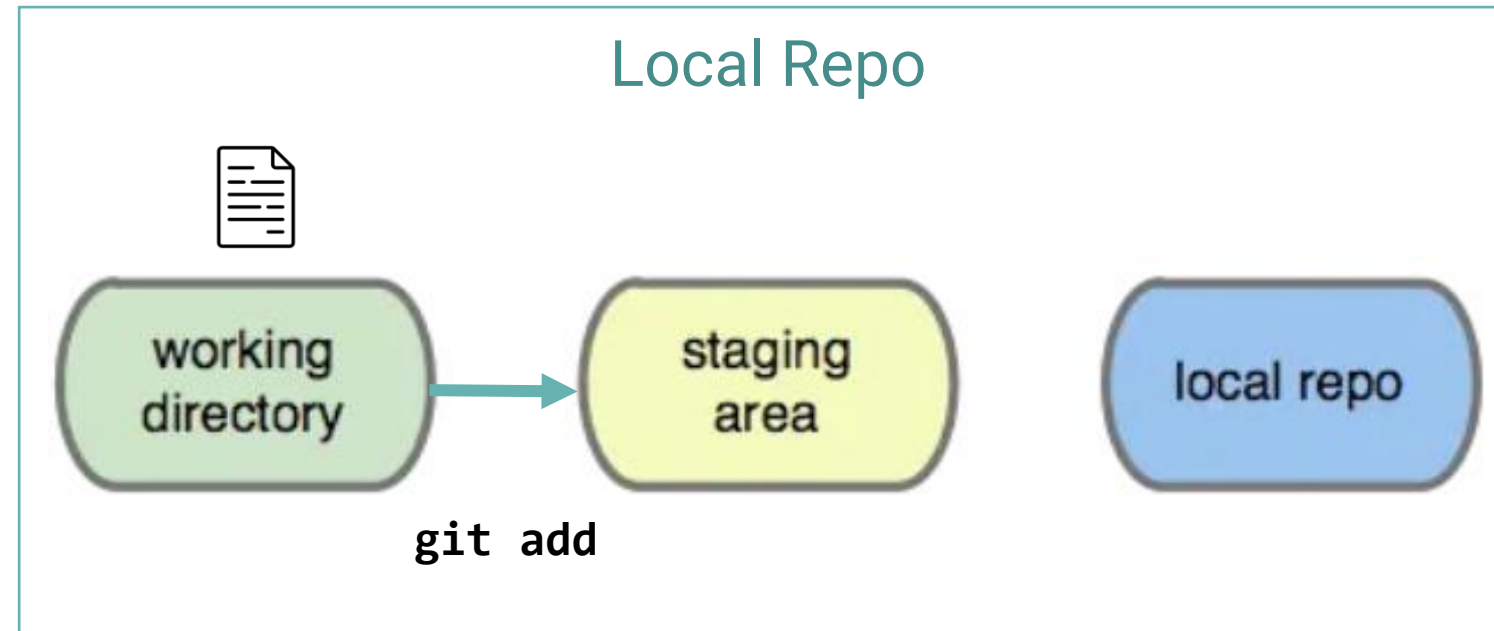 Local Repo
working
directory
staging
area
local repo
git add